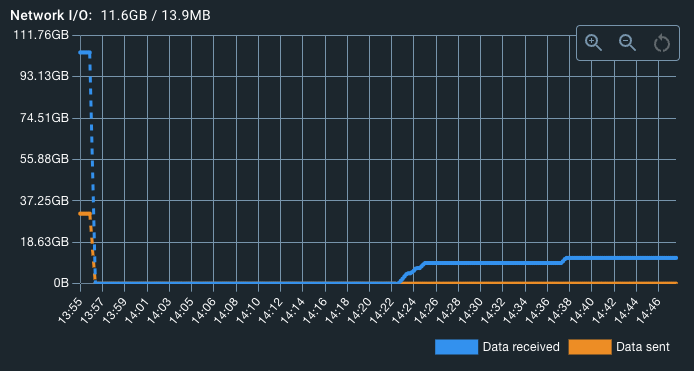 Network I/O: 11.6GB / 13.9MB
111.76GB
93.13GB
74.51GB
55.88GB
37.25GB
18.63GB
0B
13:55 13:57 13:59 14:01 14:03 14:05 14:06 14:08 14:10 14:12 14:14 14:16 14:18 14:20 14:22 14:24 14:26 14:28 14:30 14:32 14:34 14:36 14:38 14:40 14:42 14:44 14:46
Data received Data sent